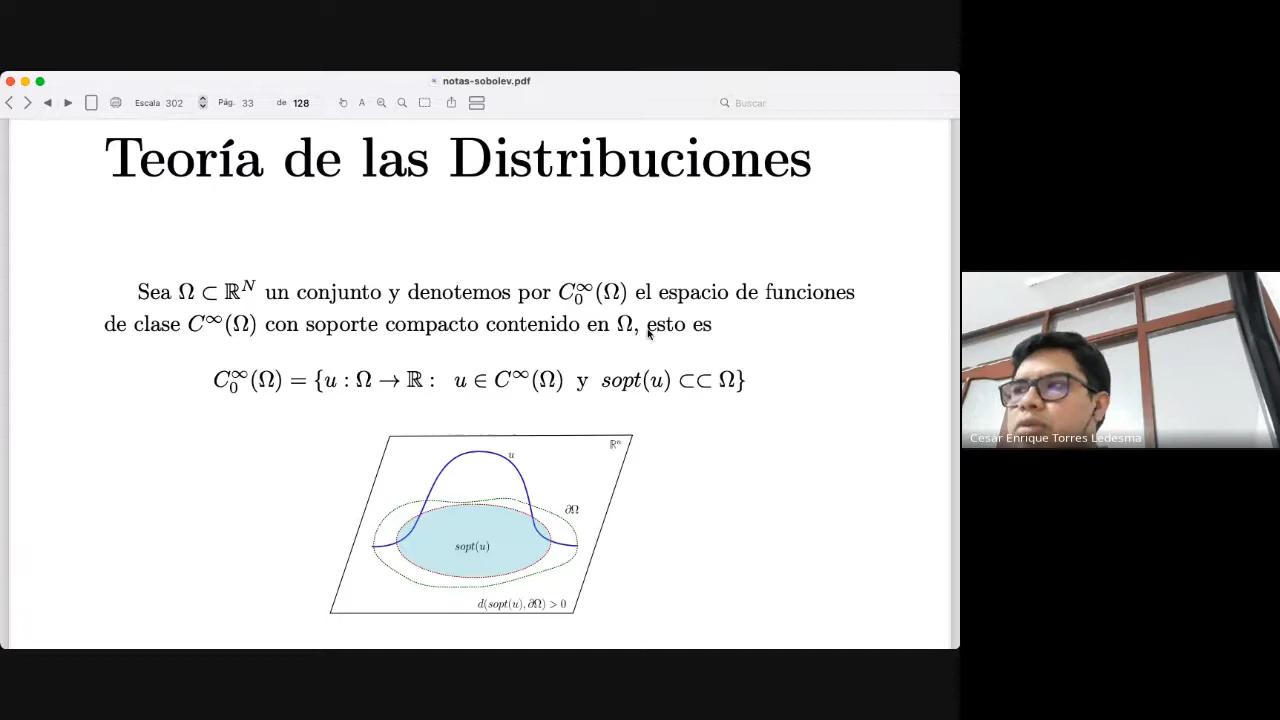 notas-sobolev.pdf
Escala 302 Pág. 33 de 128 Buscar
Teoría de las Distribuciones
Sea Ω ⊂ ℝ^N un conjunto y denotemos por C_0^∞(Ω) el espacio de funciones
de clase C^∞(Ω) con soporte compacto contenido en Ω, esto es
C_0^∞(Ω) = {u : Ω → ℝ : u ∈ C^∞(Ω) y sopt(u) ⊂⊂ Ω}
ℝ^n
u
∂Ω
sopt(u)
d(sopt(u), ∂Ω) > 0
Cesar Enrique Torres Ledesma